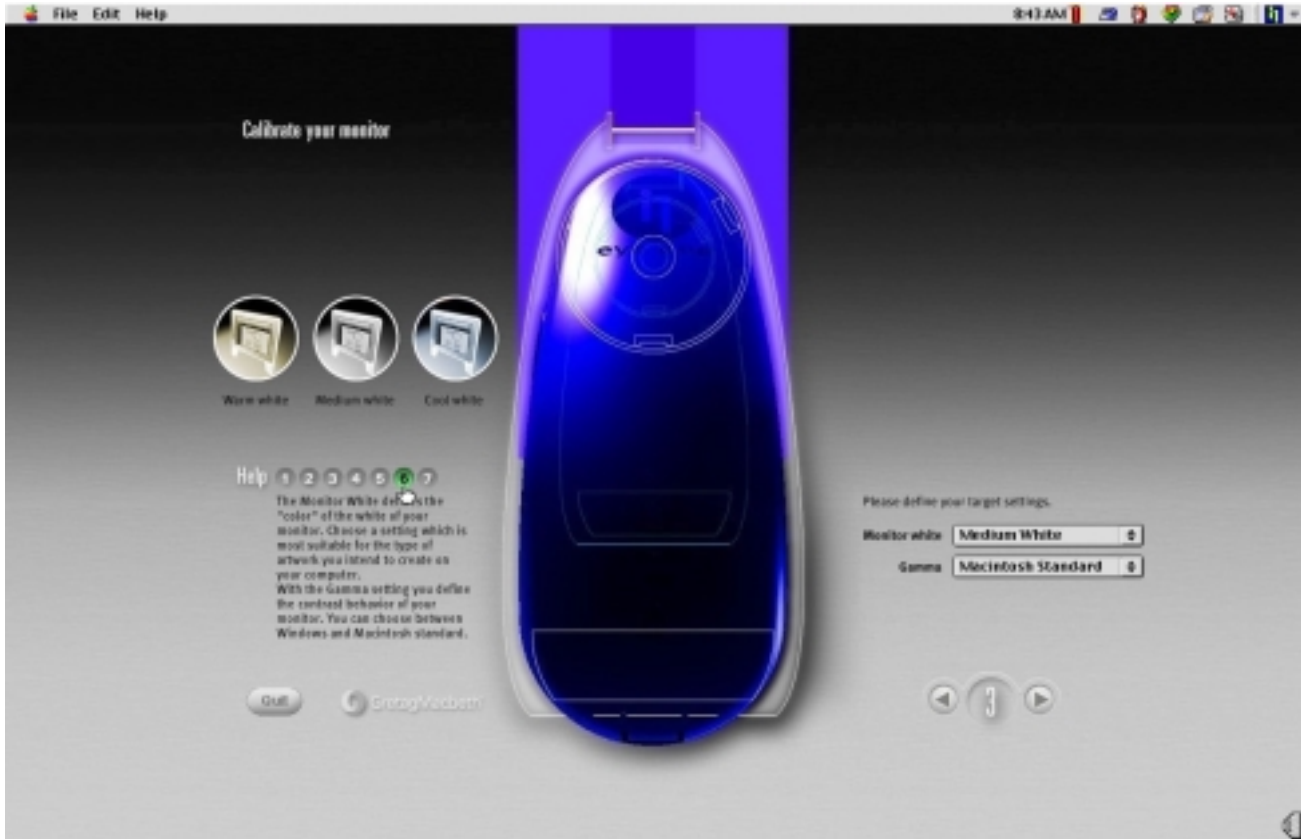 File Edit Help
8:43 AM
Calibrate your monitor
ey
Warm white Medium white Cool white
Help 1 2 3 4 5 6 7
The Monitor White defines the
"color" of the white of your
monitor. Choose a setting which is
most suitable for the type of
artwork you intend to create on
your computer.
With the Gamma setting you define
the contrast behavior of your
monitor. You can choose between
Windows and Macintosh standard.
Please define your target settings.
Monitor white Medium White
Gamma Macintosh Standard
Quit GretagMacbeth
3